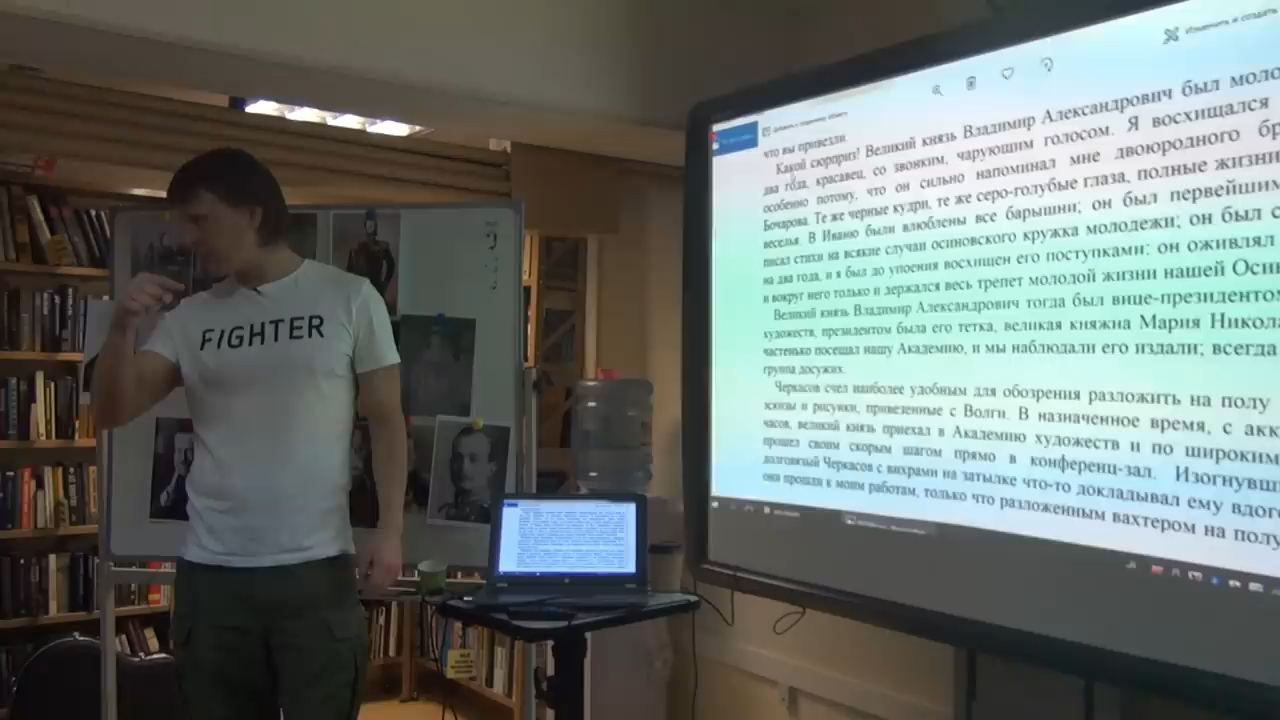 FIGHTER
Изменить и создать
что вы привезли.
Какой сюрприз! Великий князь Владимир Александрович был моло
два года, красавец, со звонким, чарующим голосом. Я восхищался
особенно потому, что он сильно напоминал мне двоюродного бр
Бочарова. Те же черные кудри, те же серо-голубые глаза, полные жизни
веселья. В Ивану были влюблены все барышни; он был первейшим
писал стихи на всякие случаи осиновского кружка молодежи; он был с
на два года, и я был до упоения восхищен его поступками: он оживлял
и вокруг него только и держался весь трепет молодой жизни нашей Осин
Великий князь Владимир Александрович тогда был вице-президентом
художеств, президентом была его тетка, великая княжна Мария Никола
частенько посещал нашу Академию, и мы наблюдали его издали; всегда
группа досужих.
Черкасов счел наиболее удобным для обозрения разложить на полу
эскизы и рисунки, привезенные с Волги. В назначенное время, с акк
часов, великий князь приехал в Академию художеств и по широким
прошел своим скорым шагом прямо в конференц-зал. Изогнувши
долговязый Черкасов с вихрами на затылке что-то докладывал ему вдого
они прошли к моим работам, только что разложенным вахтером на полу